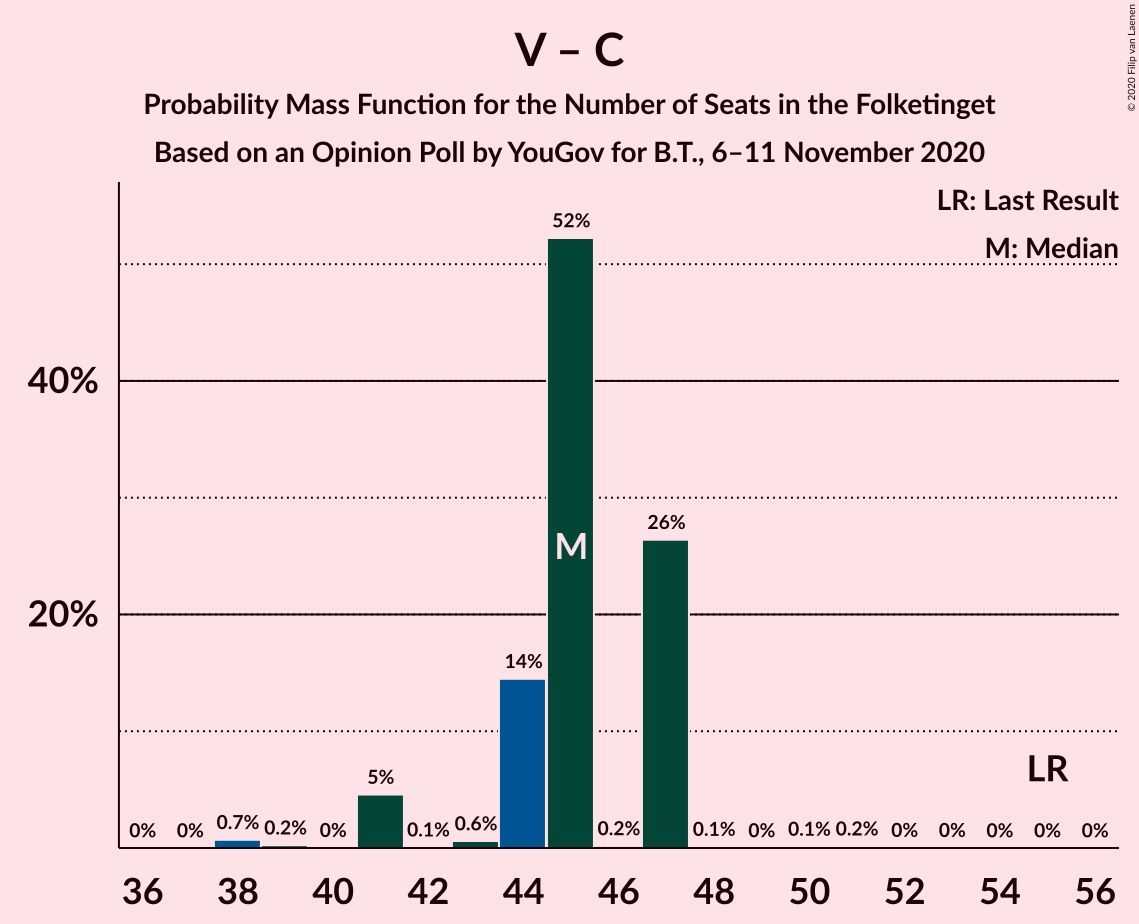 V – C
Probability Mass Function for the Number of Seats in the Folketinget
Based on an Opinion Poll by YouGov for B.T., 6–11 November 2020
© 2020 Filip van Laenen
LR: Last Result
M: Median
52%
40%
M
26%
20%
14%
LR
5%
0% 0% 0.7% 0.2% 0% 0.1% 0.6% 0.2% 0.1% 0% 0.1% 0.2% 0% 0% 0% 0% 0%
36 38 40 42 44 46 48 50 52 54 56